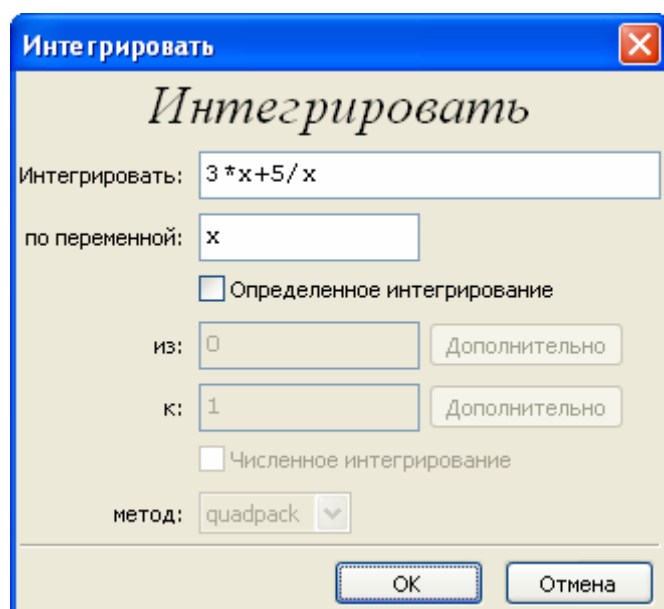 Интегрировать
Интегрировать
Интегрировать: 3*x+5/x
по переменной: x
Определенное интегрирование
из: 0 Дополнительно
к: 1 Дополнительно
Численное интегрирование
метод: quadpack
ОК Отмена